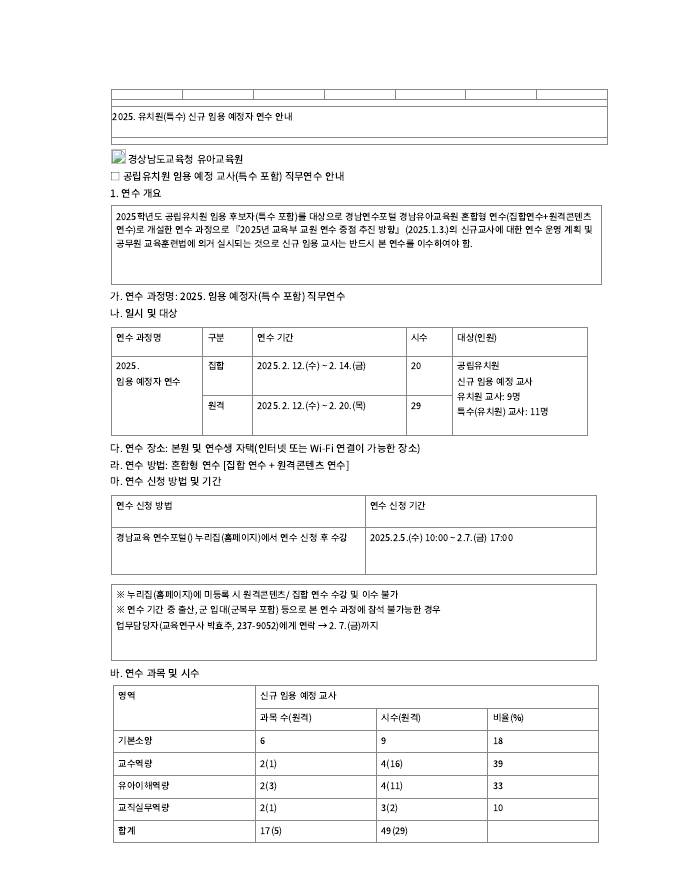 2025. 유치원(특수) 신규 임용 예정자 연수 안내
경상남도교육청 유아교육원
□ 공립유치원 임용 예정 교사(특수 포함) 직무연수 안내
1. 연수 개요
2025학년도 공립유치원 임용 후보자(특수 포함)를 대상으로 경남연수포털 경남유아교육원 혼합형 연수(집합연수+원격콘텐츠
연수)로 개설한 연수 과정으로 『2025년 교육부 교원 연수 중점 추진 방향』(2025.1.3.)의 신규교사에 대한 연수 운영 계획 및
공무원 교육훈련법에 의거 실시되는 것으로 신규 임용 교사는 반드시 본 연수를 이수하여야 함.
가. 연수 과정명: 2025. 임용 예정자(특수 포함) 직무연수
나. 일시 및 대상
연수 과정명 구분 연수 기간 시수 대상(인원)
2025.
임용 예정자 연수
집합 2025. 2. 12.(수) ~ 2. 14.(금) 20
원격 2025. 2. 12.(수) ~ 2. 20.(목) 29
공립유치원
신규 임용 예정 교사
유치원 교사: 9명
특수(유치원) 교사: 11명
다. 연수 장소: 본원 및 연수생 자택(인터넷 또는 Wi-Fi 연결이 가능한 장소)
라. 연수 방법: 혼합형 연수 [집합 연수 + 원격콘텐츠 연수]
마. 연수 신청 방법 및 기간
연수 신청 방법 연수 신청 기간
경남교육 연수포털() 누리집(홈페이지)에서 연수 신청 후 수강 2025.2.5.(수) 10:00 ~ 2.7.(금) 17:00
※ 누리집(홈페이지)에 미등록 시 원격콘텐츠/ 집합 연수 수강 및 이수 불가
※ 연수 기간 중 출산, 군 입대(군복무 포함) 등으로 본 연수 과정에 참석 불가능한 경우
업무담당자(교육연구사 박효주, 237-9052)에게 연락 → 2. 7.(금)까지
바. 연수 과목 및 시수
영역 신규 임용 예정 교사
과목 수(원격) 시수(원격) 비율(%)
기본소양 6 9 18
교수역량 2(1) 4(16) 39
유아이해역량 2(3) 4(11) 33
교직실무역량 2(1) 3(2) 10
합계 17(5) 49(29)